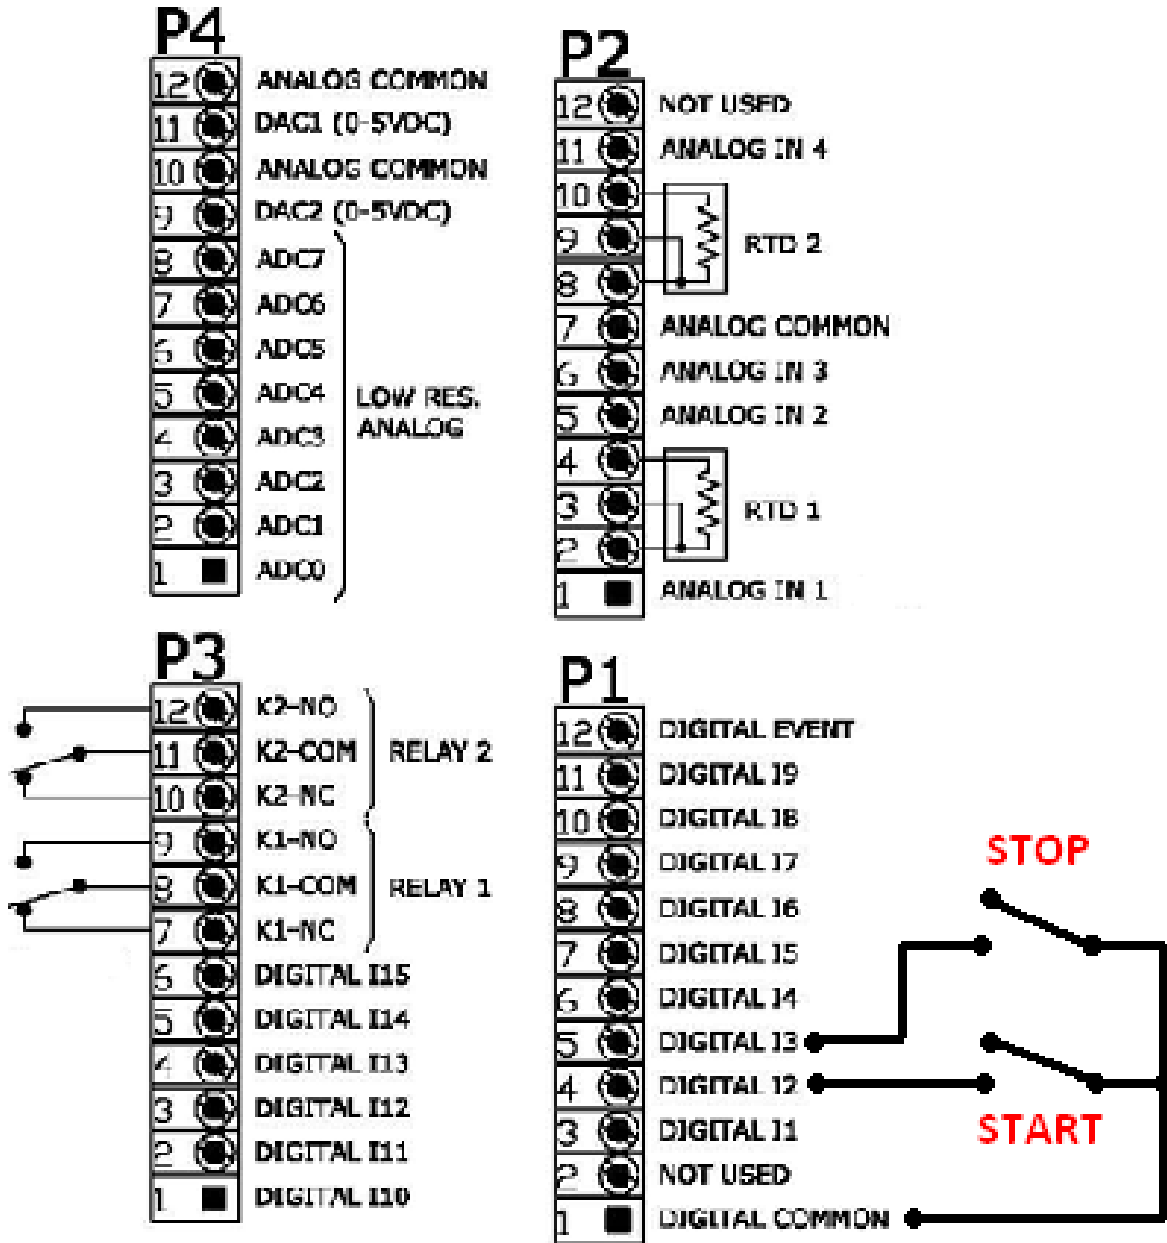 P4
12 ANALOG COMMON
11 DAC1 (0-5VDC)
10 ANALOG COMMON
9 DAC2 (0-5VDC)
8 ADC7
7 ADC6
6 ADC5
5 ADC4
4 ADC3
3 ADC2
2 ADC1
1 ADC0
LOW RES.
ANALOG
P2
12 NOT USED
11 ANALOG IN 4
10
9 RTD 2
8
7 ANALOG COMMON
6 ANALOG IN 3
5 ANALOG IN 2
4
3 RTD 1
2
1 ANALOG IN 1
P3
12 K2-NO
11 K2-COM RELAY 2
10 K2-NC
9 K1-NO
8 K1-COM RELAY 1
7 K1-NC
6 DIGITAL I15
5 DIGITAL I14
4 DIGITAL I13
3 DIGITAL I12
2 DIGITAL I11
1 DIGITAL I10
P1
12 DIGITAL EVENT
11 DIGITAL I9
10 DIGITAL I8
9 DIGITAL I7
8 DIGITAL I6
7 DIGITAL I5
6 DIGITAL I4
5 DIGITAL I3
4 DIGITAL I2
3 DIGITAL I1
2 NOT USED
1 DIGITAL COMMON
STOP
START